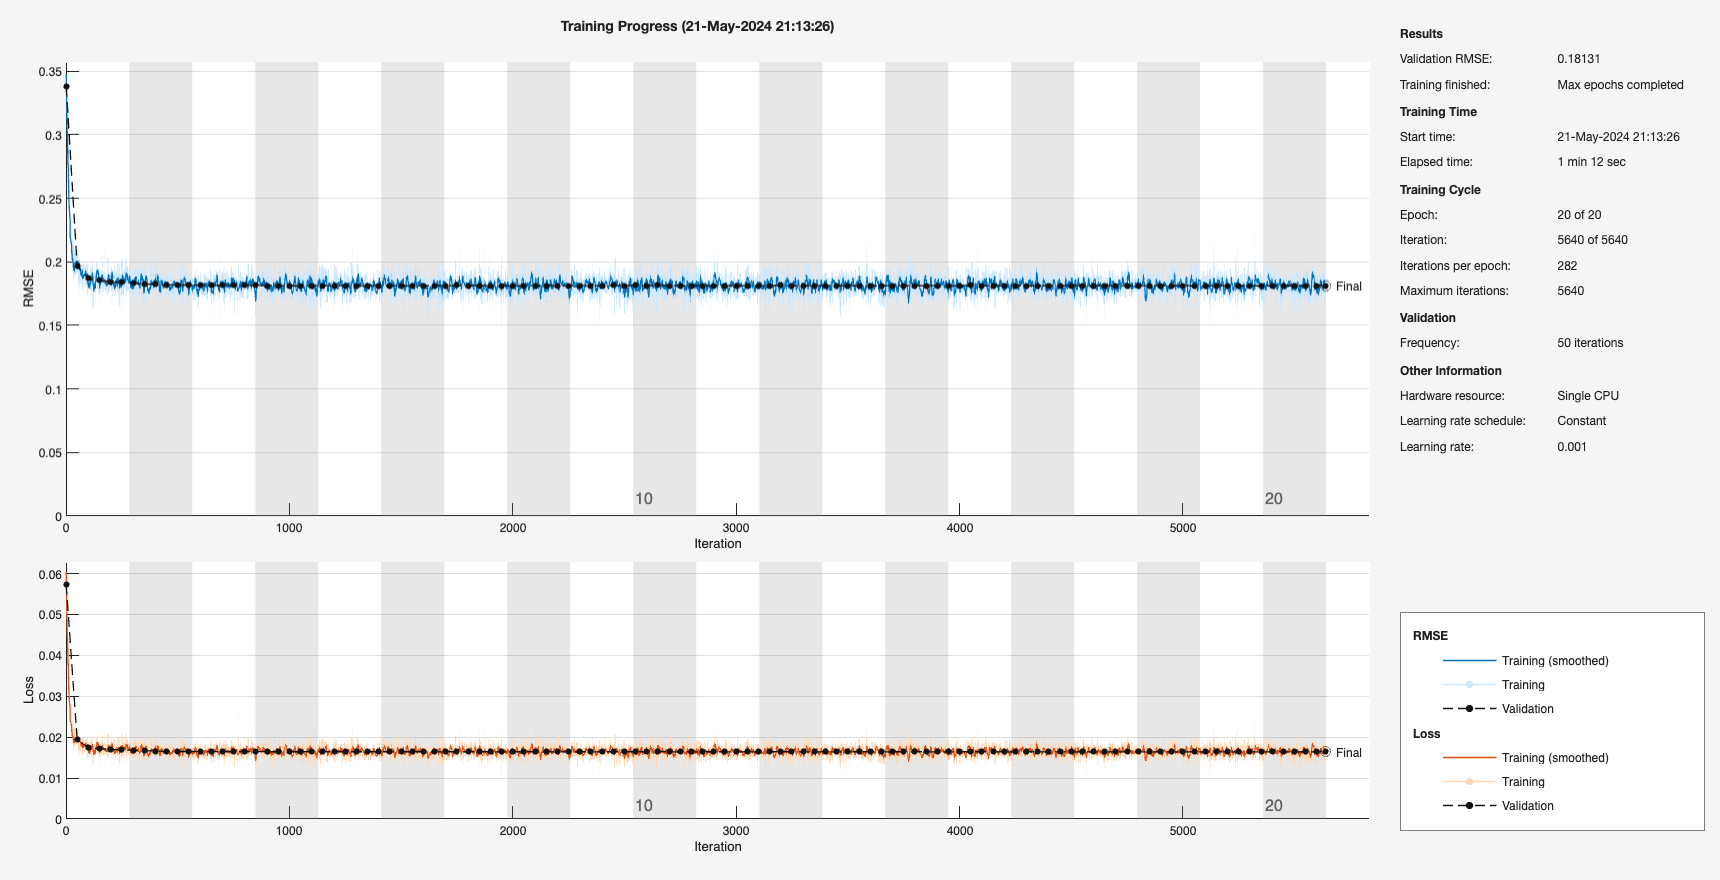 Training Progress (21-May-2024 21:13:26)
0.35
0.3
0.25
0.2
0.15
0.1
0.05
0
RMSE
Final
10
20
0
1000
2000
3000
4000
5000
Iteration
0.06
0.05
0.04
0.03
0.02
0.01
0
Loss
Final
10
20
0
1000
2000
3000
4000
5000
Iteration
Results
Validation RMSE: 0.18131
Training finished: Max epochs completed
Training Time
Start time: 21-May-2024 21:13:26
Elapsed time: 1 min 12 sec
Training Cycle
Epoch: 20 of 20
Iteration: 5640 of 5640
Iterations per epoch: 282
Maximum iterations: 5640
Validation
Frequency: 50 iterations
Other Information
Hardware resource: Single CPU
Learning rate schedule: Constant
Learning rate: 0.001
RMSE
Training (smoothed)
Training
Validation
Loss
Training (smoothed)
Training
Validation